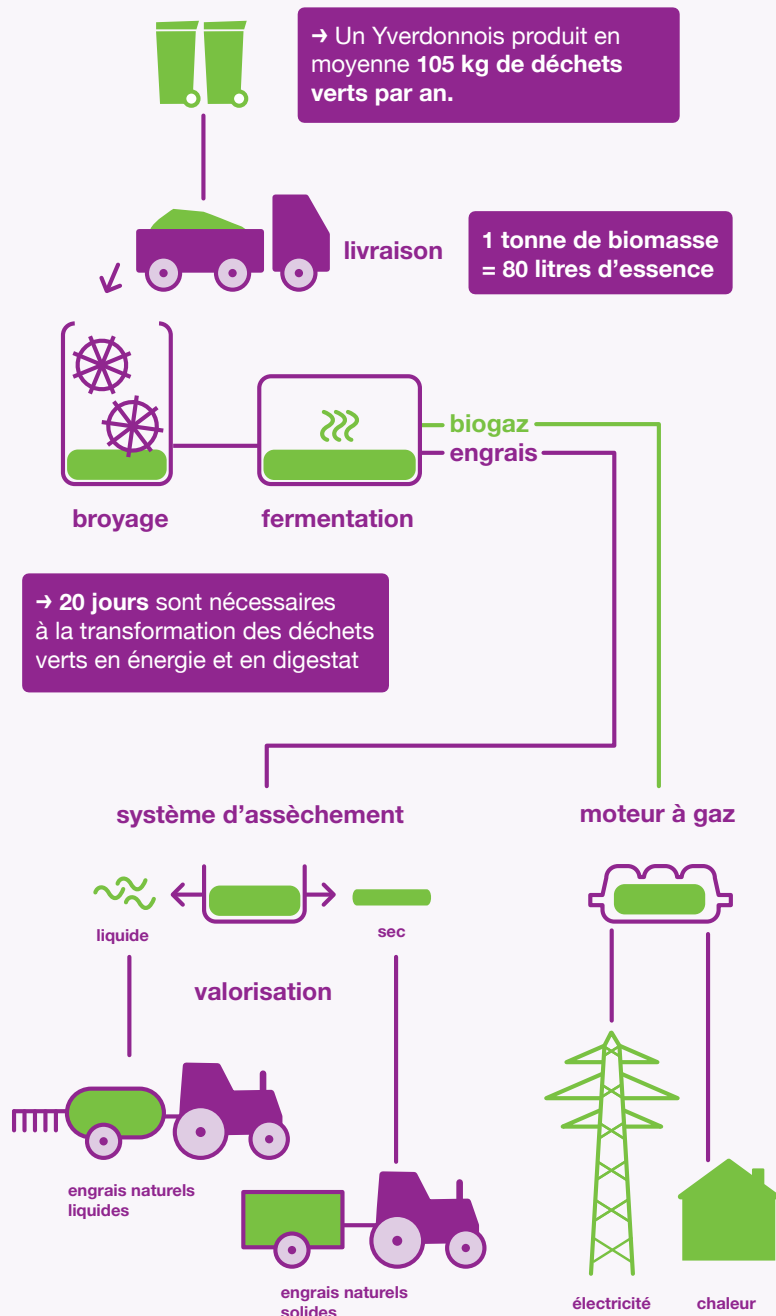 → Un Yverdonnois produit en
moyenne 105 kg de déchets
verts par an.
livraison
1 tonne de biomasse
= 80 litres d’essence
biogaz
engrais
broyage
fermentation
→ 20 jours sont nécessaires
à la transformation des déchets
verts en énergie et en digestat
système d’assèchement
moteur à gaz
liquide
sec
valorisation
engrais naturels
liquides
engrais naturels
solides
électricité
chaleur